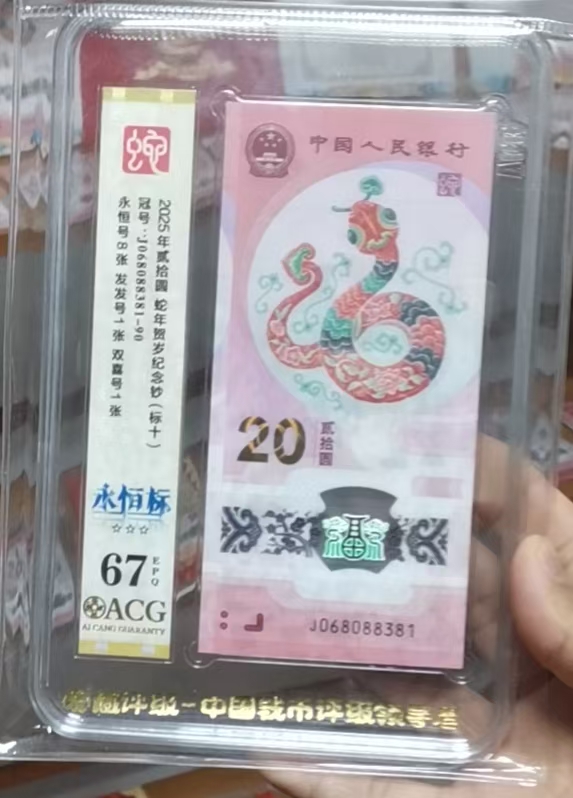 蛇
2025年贰拾圆 蛇年贺岁纪念钞(标十)
冠号:J068088381-90
永恒号8张 发发号1张 双喜号1张
永恒标
☆☆☆
67 EPQ
ACG
AI CANG GUARANTY
中国人民银行
20
贰拾圆
J068088381
评级-中国钱币评级领导者